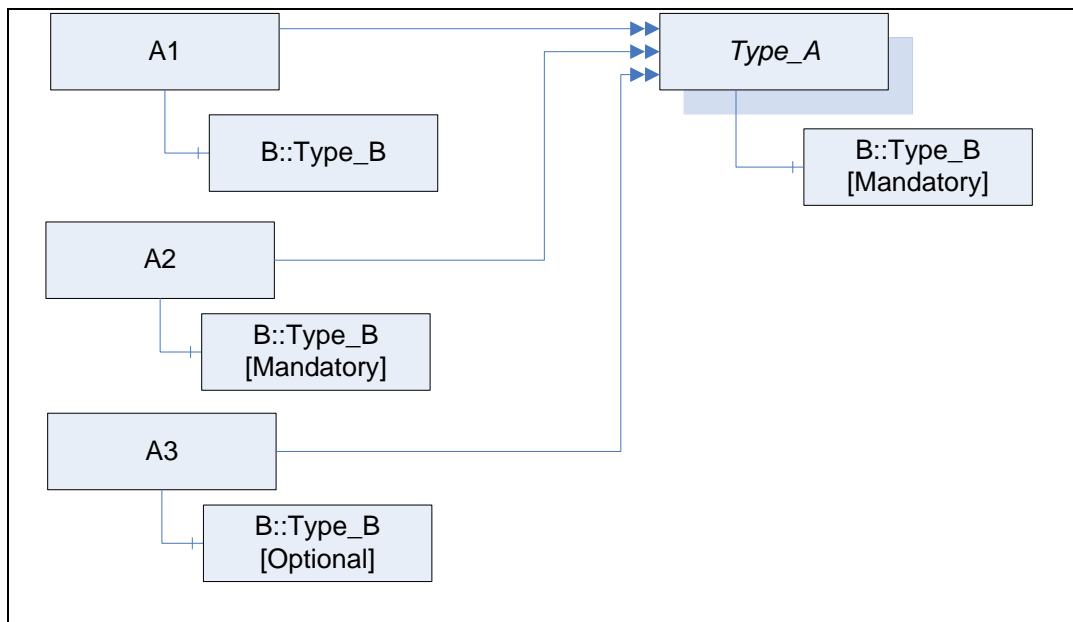 A1
Type_A
B::Type_B
B::Type_B
[Mandatory]
A2
B::Type_B
[Mandatory]
A3
B::Type_B
[Optional]